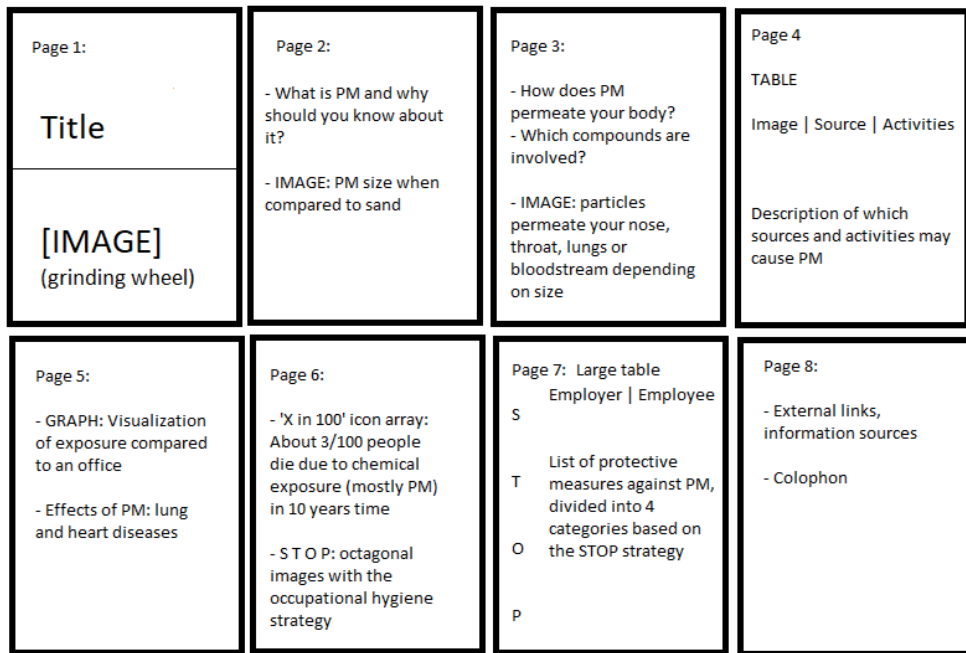 Page 1:
Title
[IMAGE]
(grinding wheel)
Page 2:
- What is PM and why
should you know about
it?
- IMAGE: PM size when
compared to sand
Page 3:
- How does PM
permeate your body?
- Which compounds are
involved?
- IMAGE: particles
permeate your nose,
throat, lungs or
bloodstream depending
on size
Page 4
TABLE
Image | Source | Activities
Description of which
sources and activities may
cause PM
Page 5:
- GRAPH: Visualization
of exposure compared
to an office
- Effects of PM: lung
and heart diseases
Page 6:
- 'X in 100' icon array:
About 3/100 people
die due to chemical
exposure (mostly PM)
in 10 years time
- S T O P: octagonal
images with the
occupational hygiene
strategy
Page 7: Large table
Employer | Employee
S
T
O
P
List of protective
measures against PM,
divided into 4
categories based on
the STOP strategy
Page 8:
- External links,
information sources
- Colophon